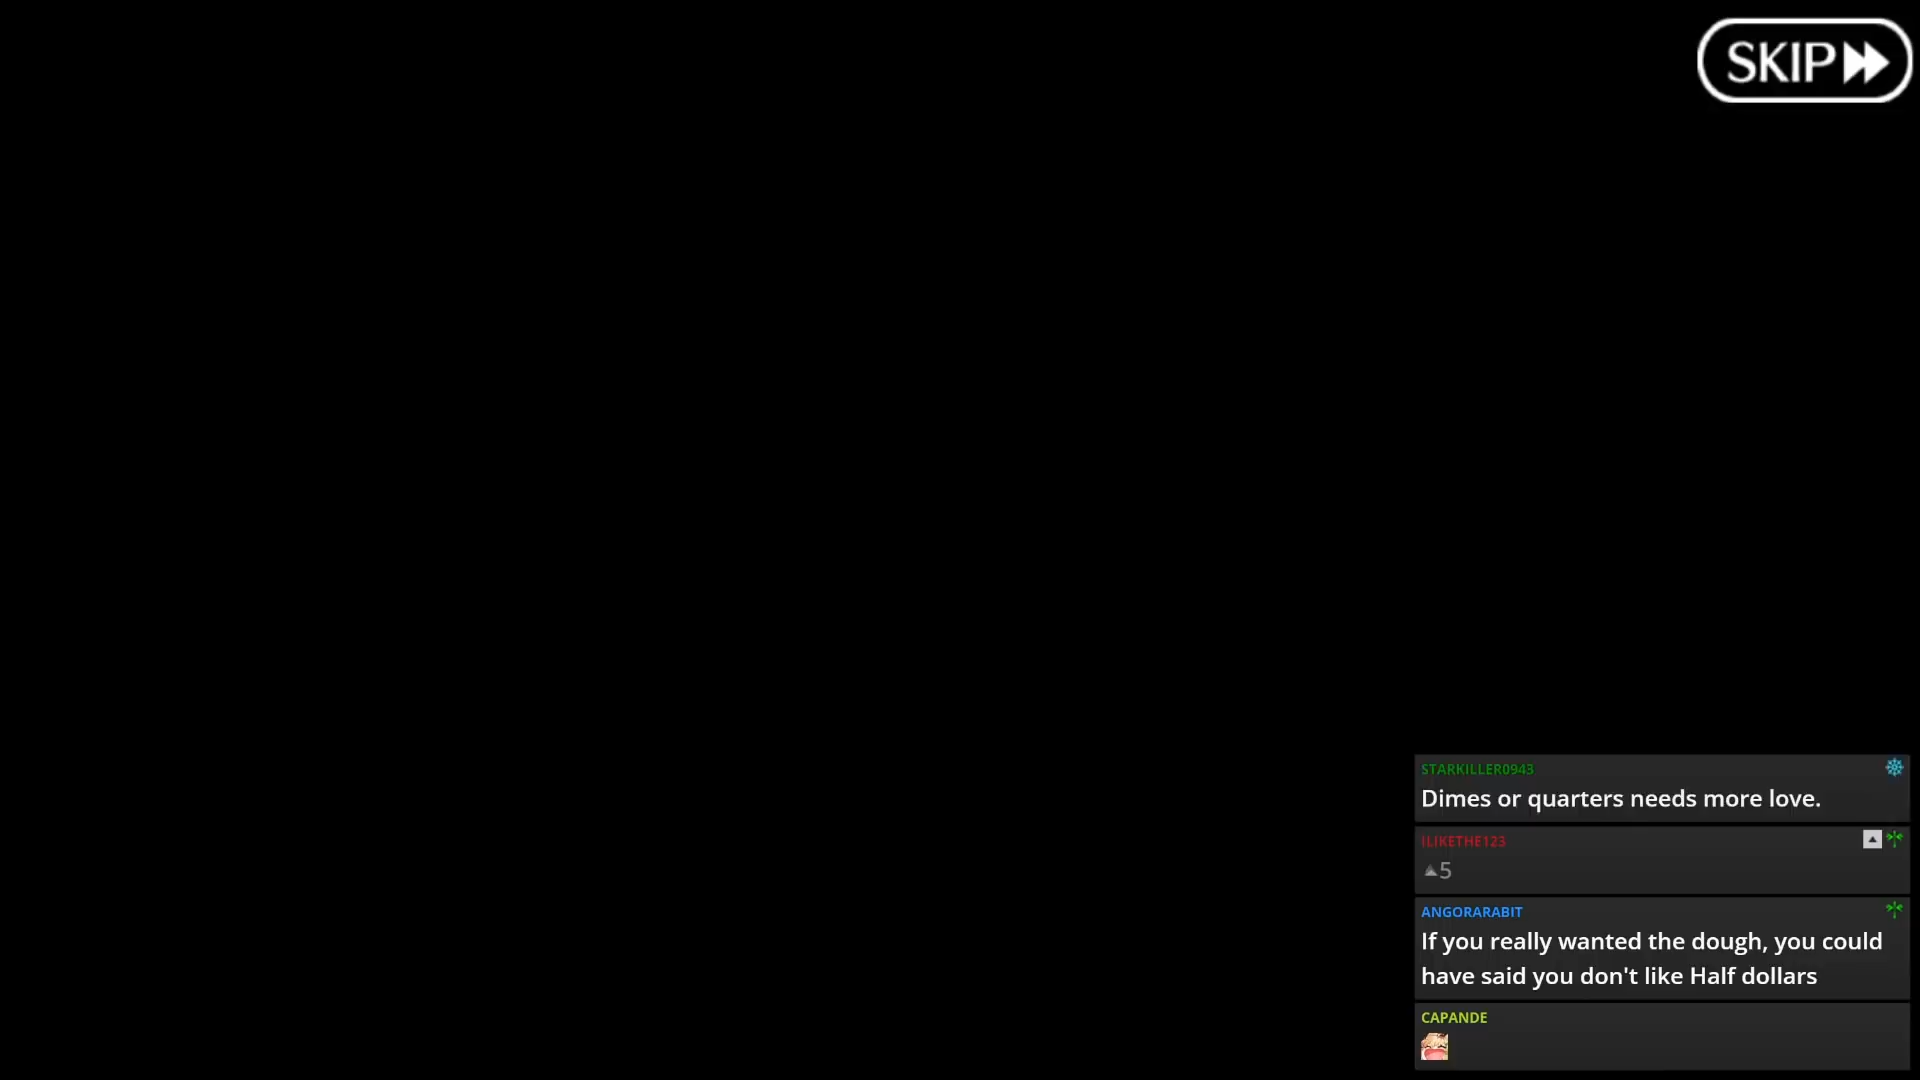 SKIP
STARKILLER0943
Dimes or quarters needs more love.
ILIKETHE123
5
ANGORARABIT
If you really wanted the dough, you could
have said you don't like Half dollars
CAPANDE